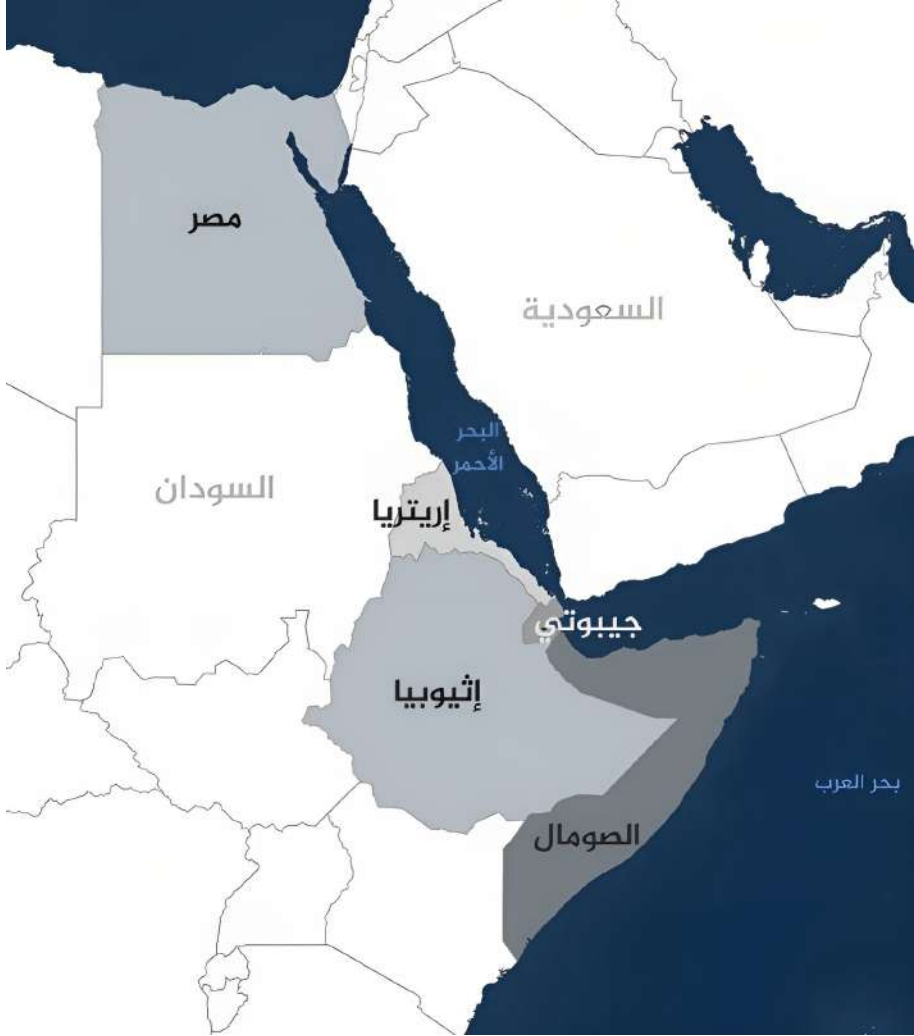 مصر
السعودية
البحر
الأحمر
السودان
إريتريا
جيبوتي
إثيوبيا
بحر العرب
الصومال